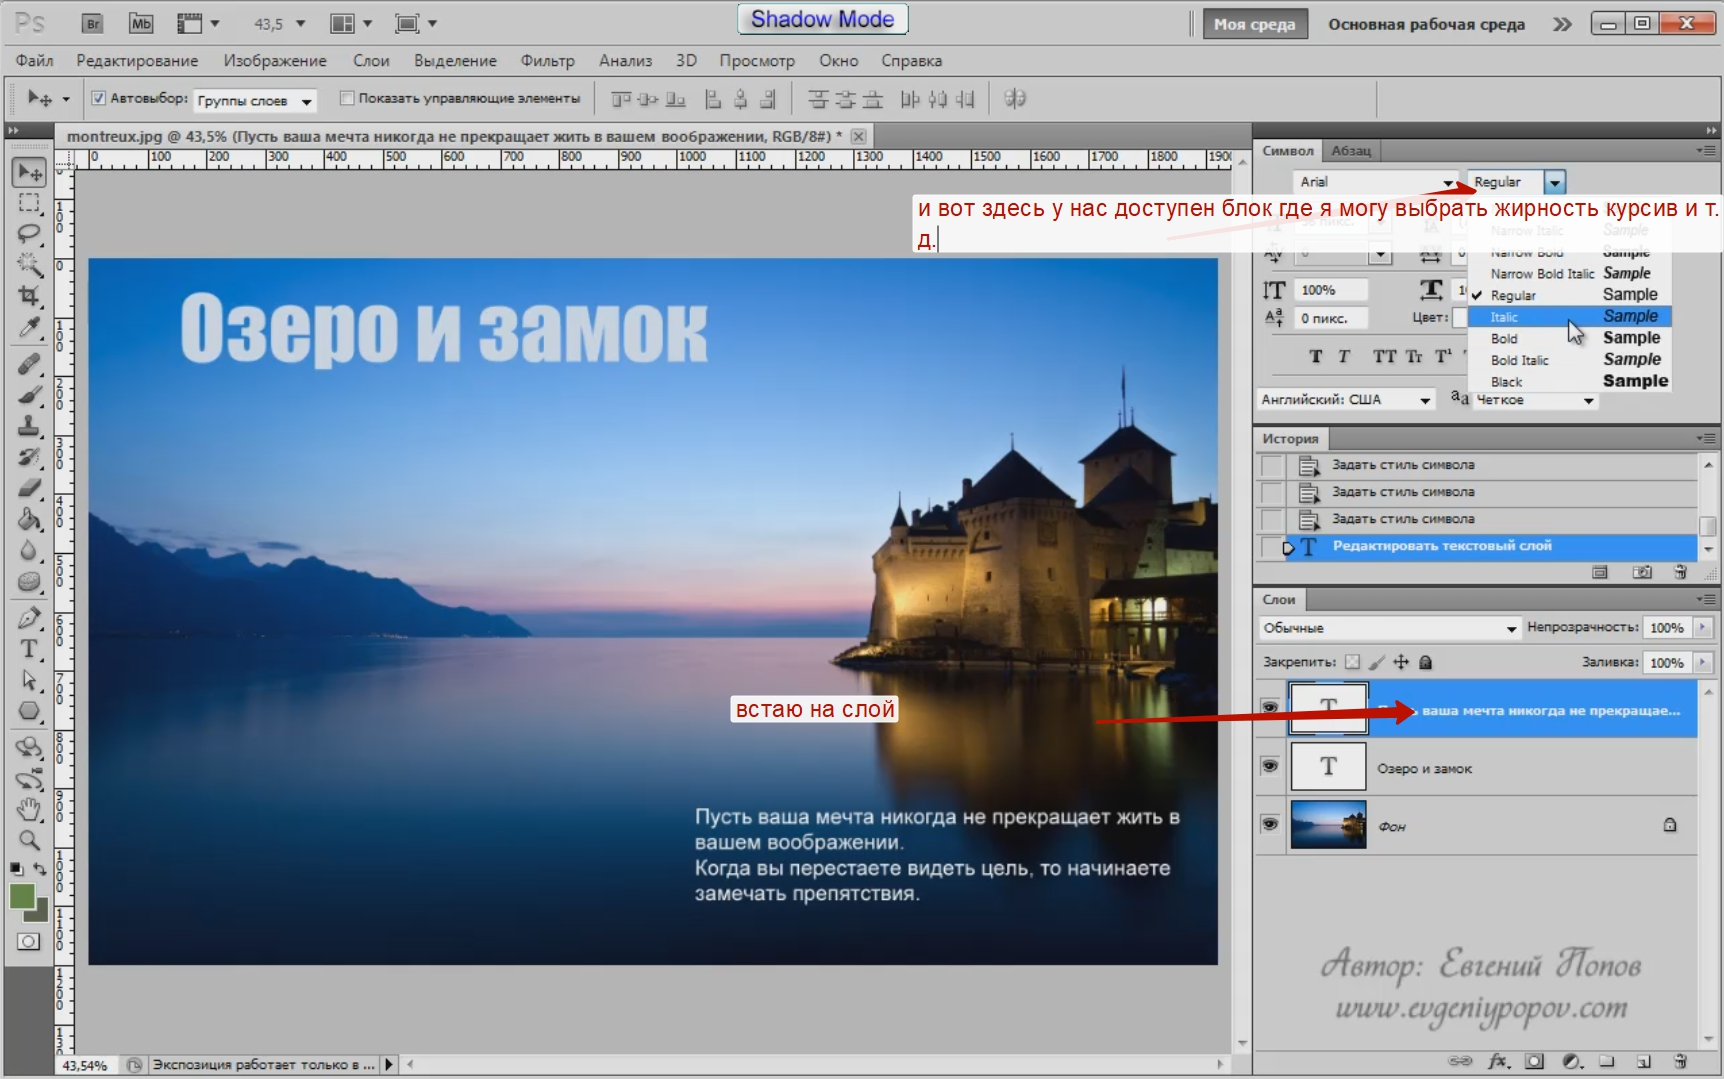 Ps Br Mb 43,5 Shadow Mode Моя среда Основная рабочая среда
Файл Редактирование Изображение Слои Выделение Фильтр Анализ 3D Просмотр Окно Справка
Автовыбор: Группы слоев Показать управляющие элементы
montreux.jpg @ 43,5% (Пусть ваша мечта никогда не прекращает жить в вашем воображении, RGB/8#) *
0 100 200 300 400 500 600 700 800 900 1000 1100 1200 1300 1400 1500 1600 1700 1800 1900
Символ Абзац
Arial Regular
и вот здесь у нас доступен блок где я могу выбрать жирность курсив и т.
д.
Narrow Italic Sample
Narrow Bold Sample
Narrow Bold Italic Sample
100% Regular Sample
0 пикс. Цвет: Italic Sample
Bold Sample
T T TT Tr T¹ Bold Italic Sample
Black Sample
Английский: США aa Четкое
История
Задать стиль символа
Задать стиль символа
Задать стиль символа
Редактировать текстовый слой
Слои
Обычные Непрозрачность: 100%
Закрепить: Заливка: 100%
ваша мечта никогда не прекращае...
Озеро и замок
Фон
Озеро и замок
встаю на слой
Пусть ваша мечта никогда не прекращает жить в
вашем воображении.
Когда вы перестаете видеть цель, то начинаете
замечать препятствия.
Автор: Евгений Попов
www.evgeniypopov.com
43,54% Экспозиция работает только в ...